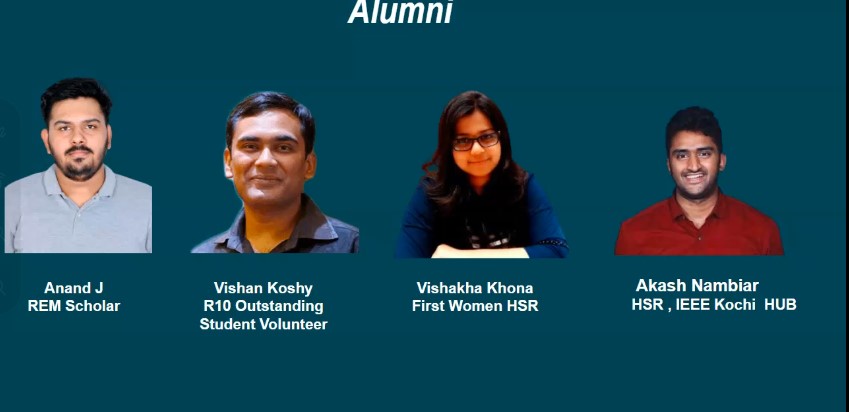 Alumni
Anand J
REM Scholar
Vishan Koshy
R10 Outstanding
Student Volunteer
Vishakha Khona
First Women HSR
Akash Nambiar
HSR , IEEE Kochi HUB